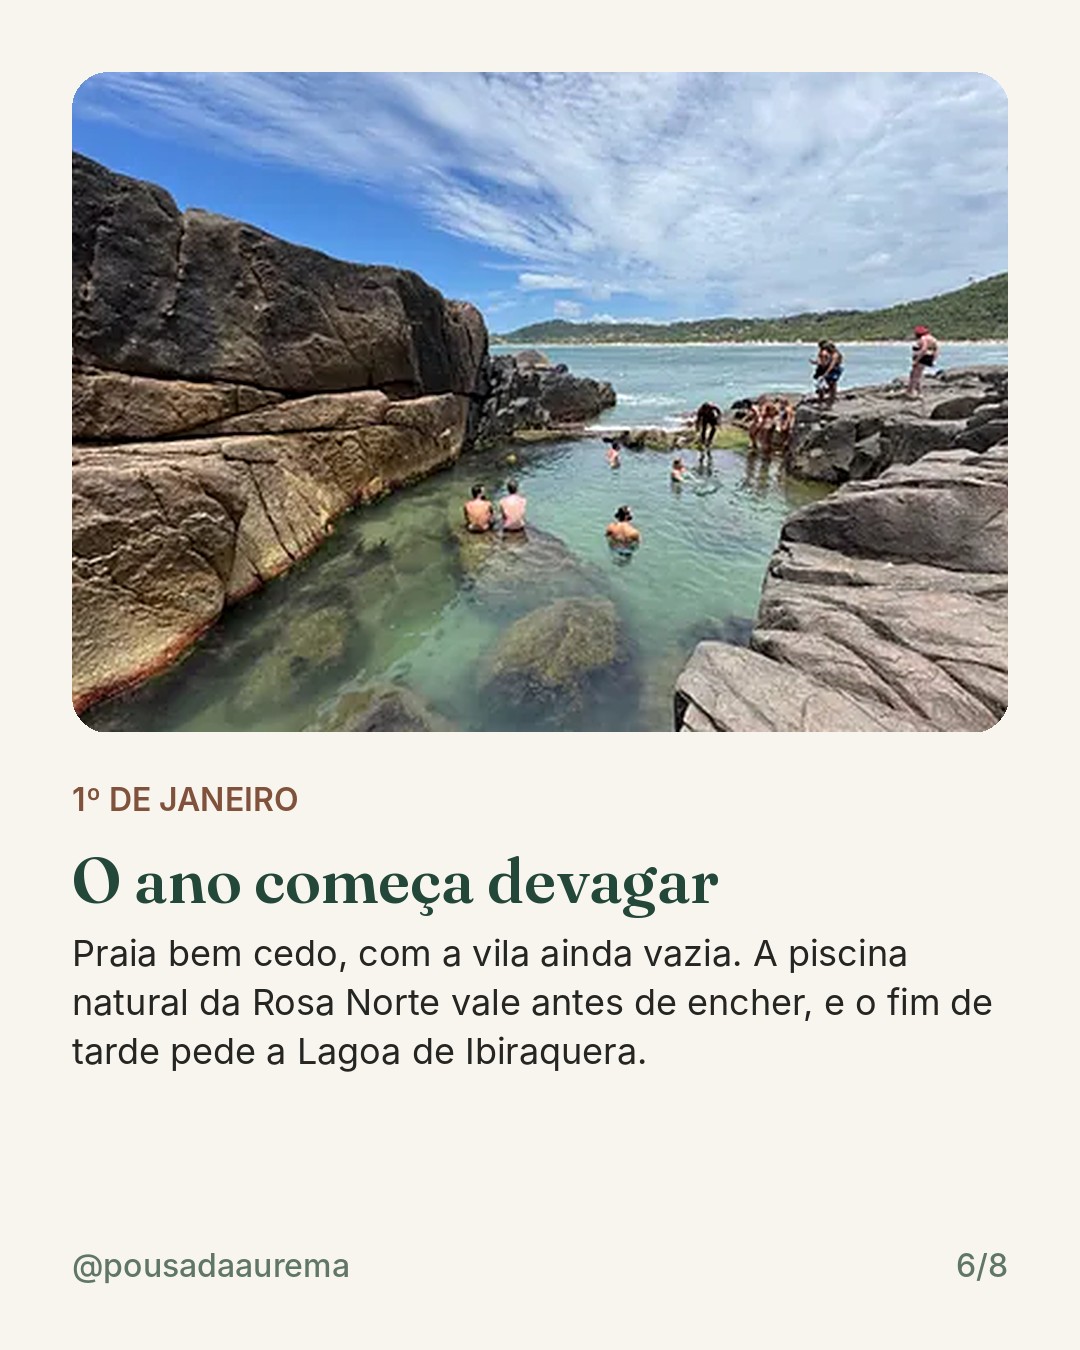 1º DE JANEIRO
O ano começa devagar
Praia bem cedo, com a vila ainda vazia. A piscina
natural da Rosa Norte vale antes de encher, e o fim de
tarde pede a Lagoa de Ibiraquera.
@pousadaaurema
6/8